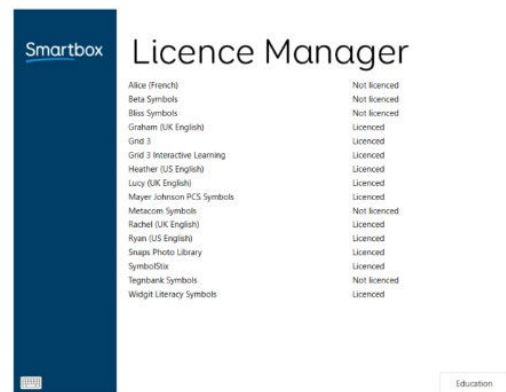 Smartbox
Licence Manager
Alice (French) Not licenced
Beta Symbols Not licenced
Bliss Symbols Not licenced
Graham (UK English) Licenced
Grid 3 Licenced
Grid 3 Interactive Learning Licenced
Heather (US English) Licenced
Lucy (UK English) Licenced
Mayer Johnson PCS Symbols Licenced
Metacom Symbols Not licenced
Rachel (UK English) Licenced
Ryan (US English) Licenced
Snaps Photo Library Licenced
SymbolStix Licenced
Tegnbank Symbols Not licenced
Widgit Literacy Symbols Licenced
Education